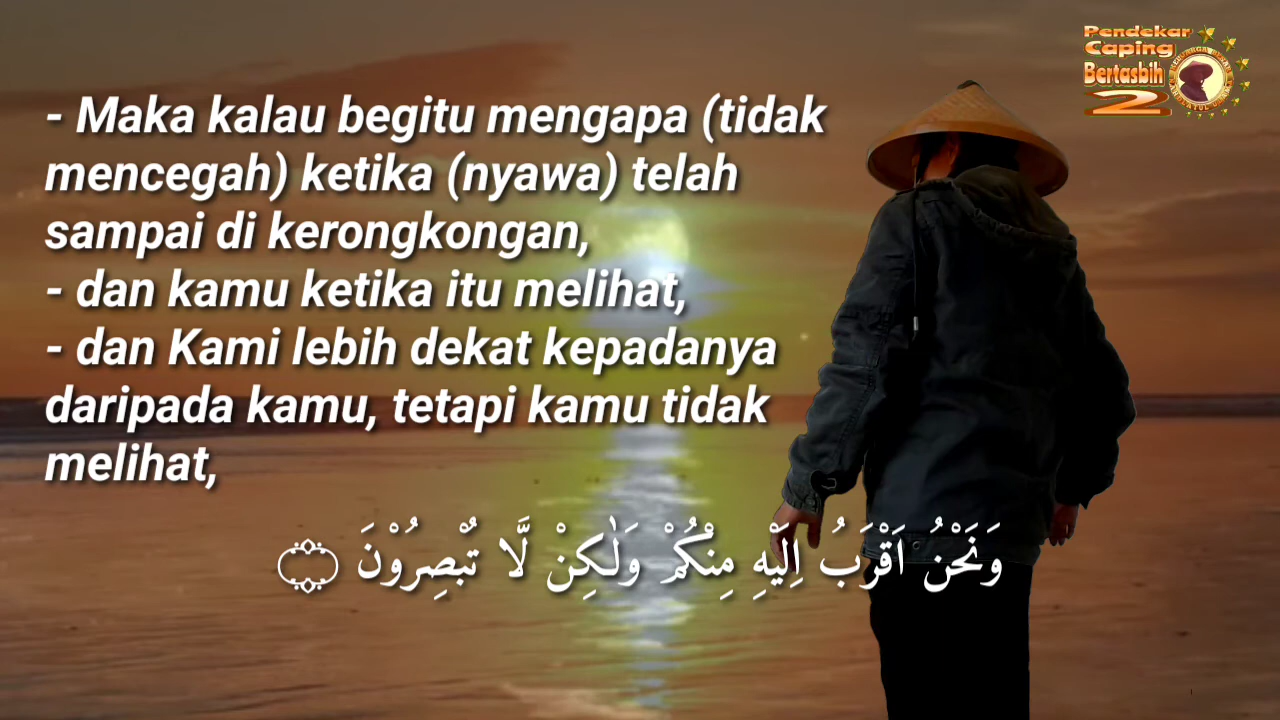 Pendekar
Caping
Bertasbih
2
- Maka kalau begitu mengapa (tidak
mencegah) ketika (nyawa) telah
sampai di kerongkongan,
- dan kamu ketika itu melihat,
- dan Kami lebih dekat kepadanya
daripada kamu, tetapi kamu tidak
melihat,
وَنَحْنُ اَقْرَبُ اِلَيْهِ مِنْكُمْ وَلٰكِنْ لَّا تُبْصِرُوْنَ